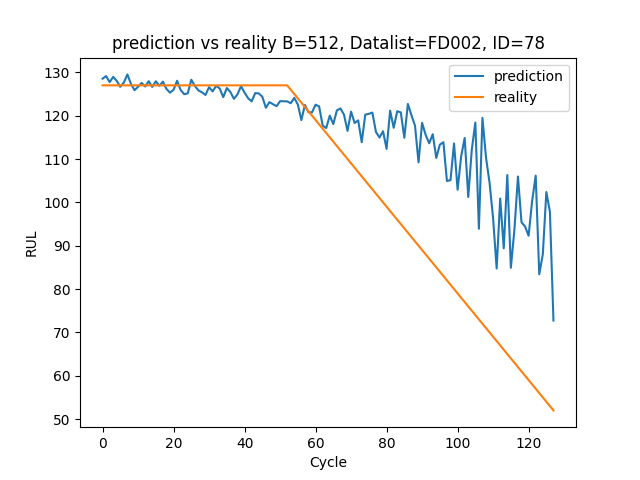 prediction vs reality B=512, Datalist=FD002, ID=78
prediction
reality
RUL
130
120
110
100
90
80
70
60
50
0 20 40 60 80 100 120
Cycle